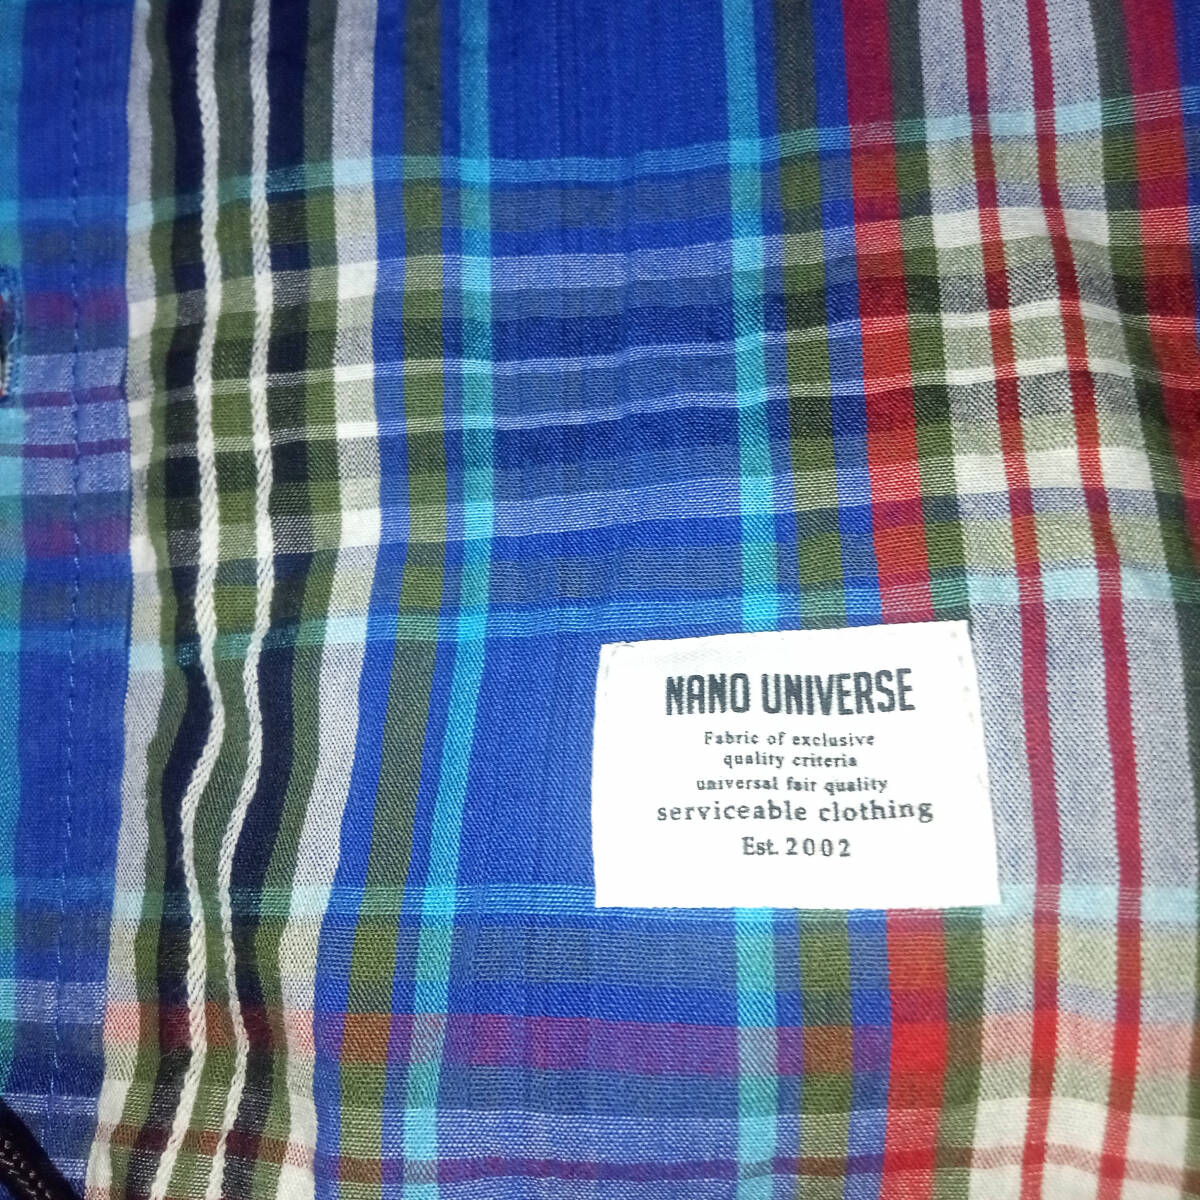 NANO UNIVERSE
Fabric of exclusive
quality criteria
universal fair quality
serviceable clothing
Est. 2002